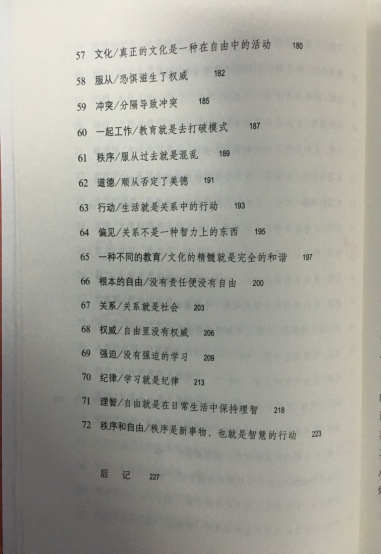 57 文化/真正的文化是一种在自由中的活动 180
58 服从/恐惧滋生了权威 182
59 冲突/分隔导致冲突 185
60 一起工作/教育就是去打破模式 187
61 秩序/服从过去就是混乱 189
62 道德/顺从否定了美德 191
63 行动/生活就是关系中的行动 193
64 偏见/关系不是一种智力上的东西 195
65 一种不同的教育/文化的精髓就是完全的和谐 197
66 根本的自由/没有责任便没有自由 200
67 关系/关系就是社会 203
68 权威/自由里没有权威 206
69 强迫/没有强迫的学习 209
70 纪律/学习就是纪律 213
71 理智/自由就是在日常生活中保持理智 218
72 秩序和自由/秩序是新事物，也就是智慧的行动 223
后 记 227